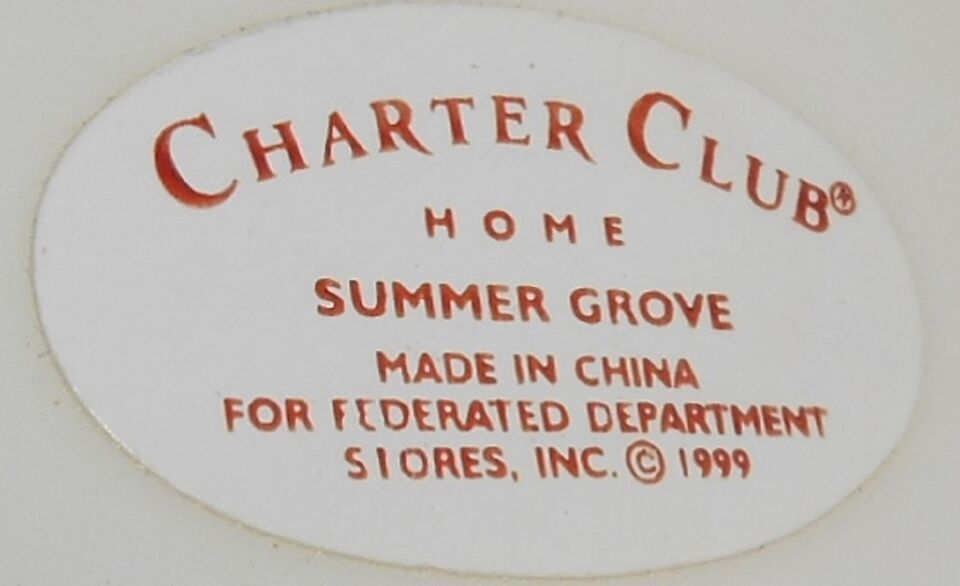 CHARTER CLUB®
HOME
SUMMER GROVE
MADE IN CHINA
FOR FEDERATED DEPARTMENT
STORES, INC. © 1999